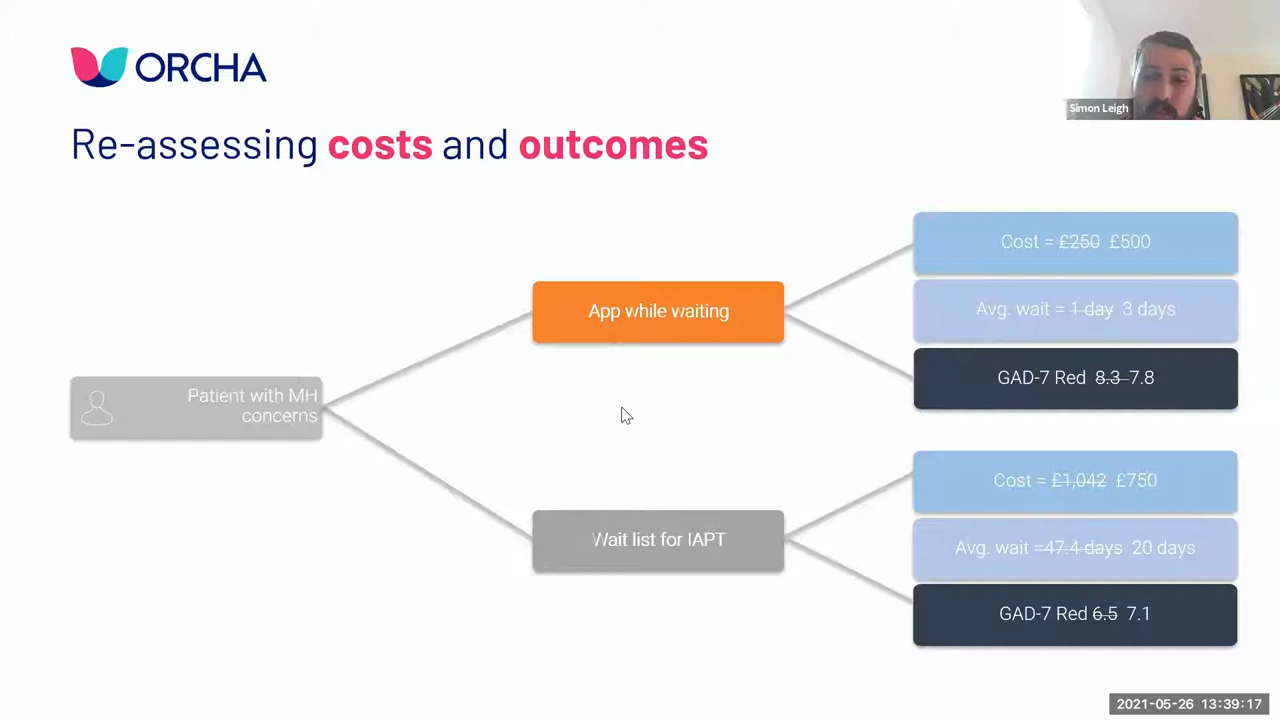 ORCHA
Simon Leigh
Re-assessing costs and outcomes
Cost = £250 £500
App while waiting
Avg. wait = 1 day 3 days
GAD-7 Red 8.3 7.8
Patient with MH
concerns
Cost = £1,042 £750
Wait list for IAPT
Avg. wait =47.4 days 20 days
GAD-7 Red 6.5 7.1
2021-05-26 13:39:17